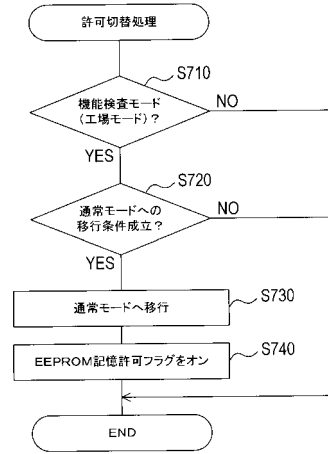 許可切替処理
S710
機能検査モード
(工場モード)?
NO
YES
S720
通常モードへの
移行条件成立?
NO
YES
S730
通常モードへ移行
S740
EEPROM記憶許可フラグをオン
END